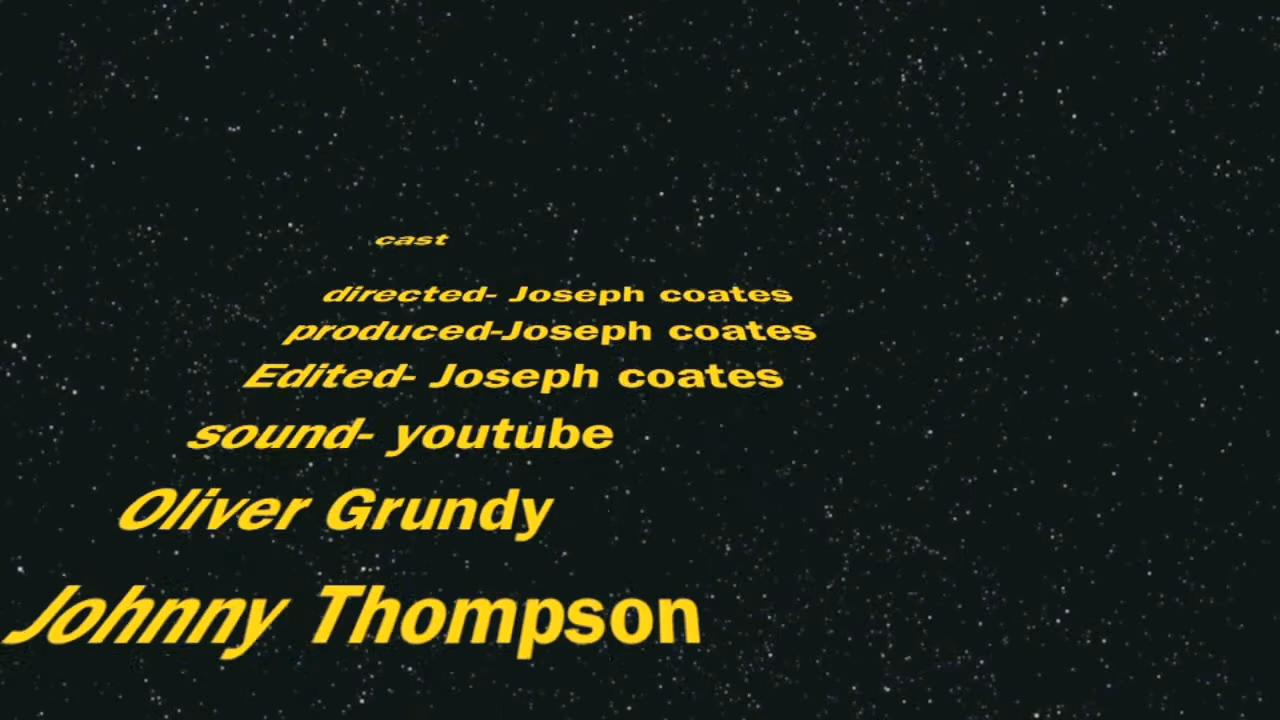 cast
directed- Joseph coates
produced-Joseph coates
Edited- Joseph coates
sound- youtube
Oliver Grundy
Johnny Thompson